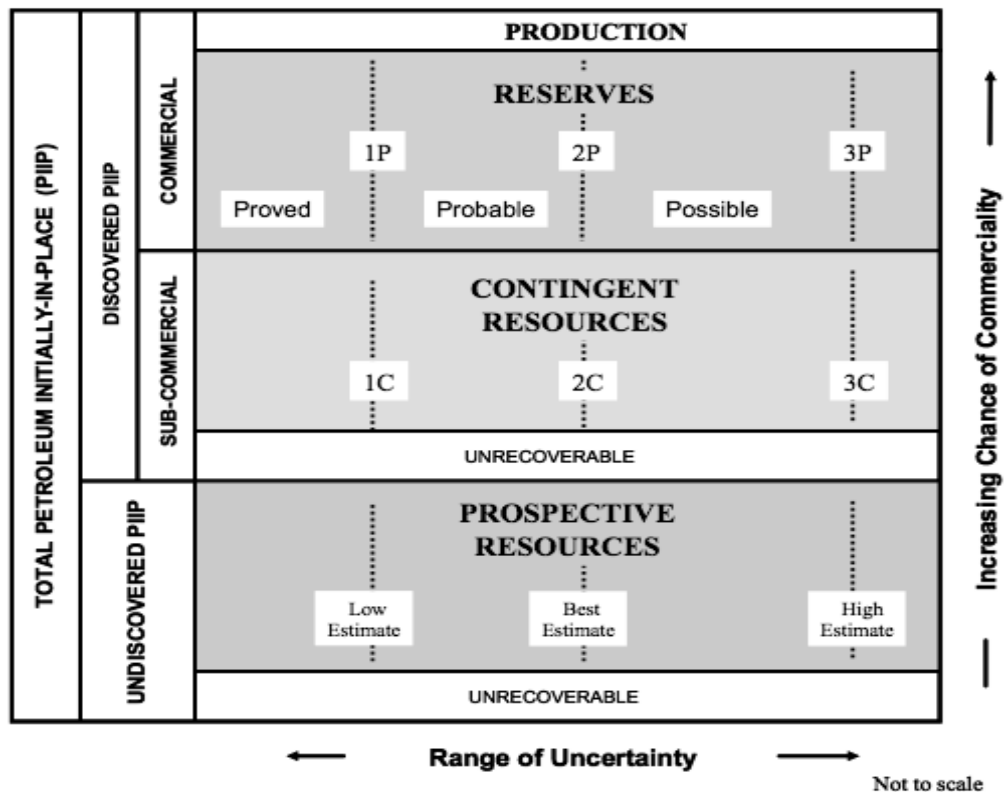 PRODUCTION
RESERVES
1P
2P
3P
Proved
Probable
Possible
CONTINGENT
RESOURCES
1C
2C
3C
UNRECOVERABLE
PROSPECTIVE
RESOURCES
Low
Estimate
Best
Estimate
High
Estimate
UNRECOVERABLE
TOTAL PETROLEUM INITIALLY-IN-PLACE (PIIP)
DISCOVERED PIIP
UNDISCOVERED PIIP
COMMERCIAL
SUB-COMMERCIAL
Increasing Chance of Commerciality
Range of Uncertainty
Not to scale